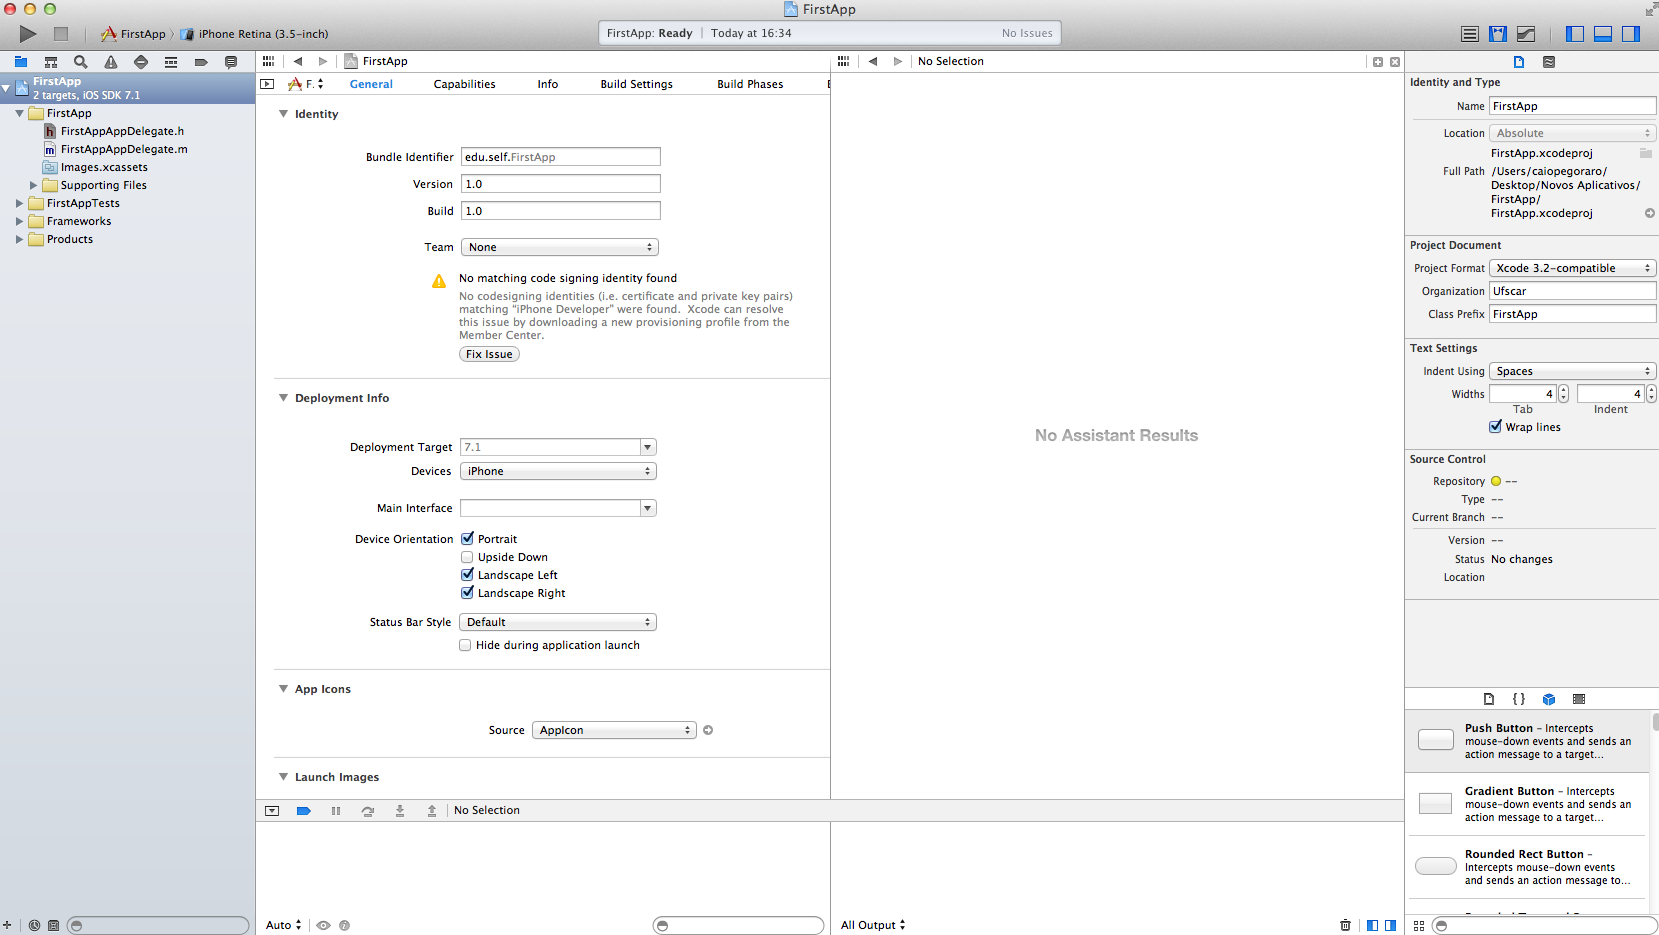 FirstApp
FirstApp
iPhone Retina (3.5-inch)
FirstApp: Ready
Today at 16:34
No Issues
FirstApp
2 targets, iOS SDK 7.1
FirstApp
FirstAppAppDelegate.h
FirstAppAppDelegate.m
Images.xcassets
Supporting Files
FirstAppTests
Frameworks
Products
FirstApp
F.
General
Capabilities
Info
Build Settings
Build Phases
Identity
Bundle Identifier
edu.self.FirstApp
Version
1.0
Build
1.0
Team
None
No matching code signing identity found
No codesigning identities (i.e. certificate and private key pairs)
matching "iPhone Developer" were found. Xcode can resolve
this issue by downloading a new provisioning profile from the
Member Center.
Fix Issue
Deployment Info
Deployment Target
7.1
Devices
iPhone
Main Interface
Device Orientation
Portrait
Upside Down
Landscape Left
Landscape Right
Status Bar Style
Default
Hide during application launch
App Icons
Source
AppIcon
Launch Images
No Selection
Auto
No Selection
No Assistant Results
All Output
Identity and Type
Name
FirstApp
Location
Absolute
FirstApp.xcodeproj
Full Path
/Users/caiopegoraro/
Desktop/Novos Aplicativos/
FirstApp/
FirstApp.xcodeproj
Project Document
Project Format
Xcode 3.2-compatible
Organization
Ufscar
Class Prefix
FirstApp
Text Settings
Indent Using
Spaces
Widths
4
4
Tab
Indent
Wrap lines
Source Control
Repository
--
Type
--
Current Branch
--
Version
--
Status
No changes
Location
{ }
Push Button - Intercepts
mouse-down events and sends an
action message to a target...
Gradient Button - Intercepts
mouse-down events and sends an
action message to a target...
Rounded Rect Button -
Intercepts mouse-down events
and sends an action message to...